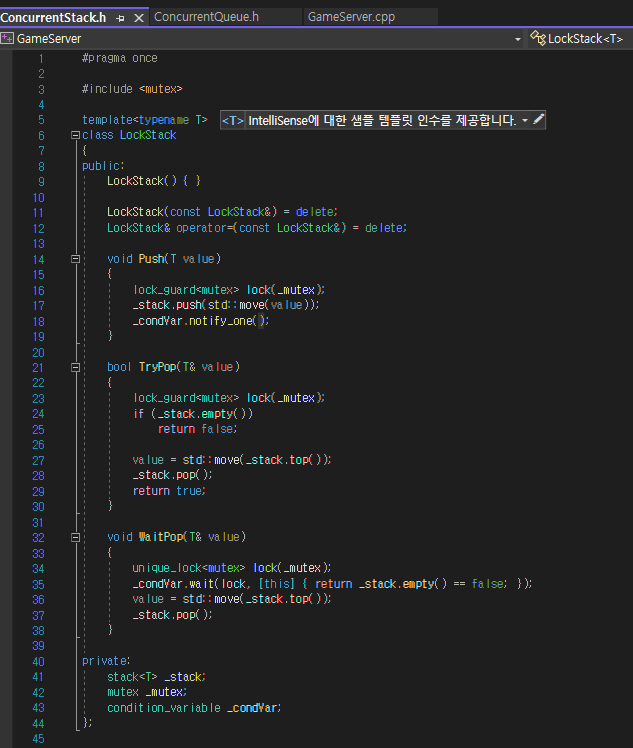 ConcurrentStack.h ConcurrentQueue.h GameServer.cpp
GameServer LockStack<T>
1 #pragma once
2
3 #include <mutex>
4
5 template<typename T> <T> IntelliSense에 대한 샘플 템플릿 인수를 제공합니다.
6 class LockStack
7 {
8 public:
9 LockStack() { }
10
11 LockStack(const LockStack&) = delete;
12 LockStack& operator=(const LockStack&) = delete;
13
14 void Push(T value)
15 {
16 lock_guard<mutex> lock(_mutex);
17 _stack.push(std::move(value));
18 _condVar.notify_one();
19 }
20
21 bool TryPop(T& value)
22 {
23 lock_guard<mutex> lock(_mutex);
24 if (_stack.empty())
25 return false;
26
27 value = std::move(_stack.top());
28 _stack.pop();
29 return true;
30 }
31
32 void WaitPop(T& value)
33 {
34 unique_lock<mutex> lock(_mutex);
35 _condVar.wait(lock, [this] { return _stack.empty() == false; });
36 value = std::move(_stack.top());
37 _stack.pop();
38 }
39
40 private:
41 stack<T> _stack;
42 mutex _mutex;
43 condition_variable _condVar;
44 };
45